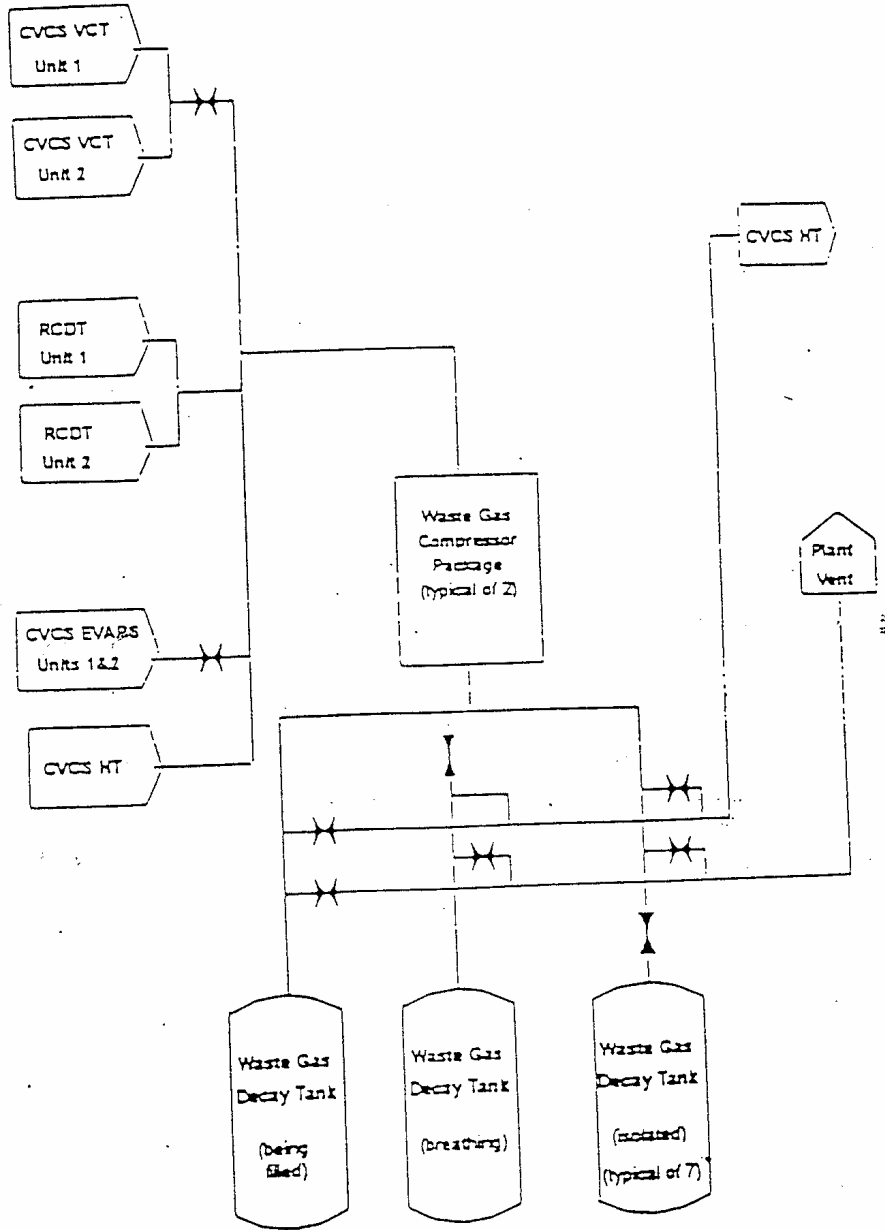 CVCS VCT
Unit 1
CVCS VCT
Unit 2
CVCS HT
RCDT
Unit 1
RCDT
Unit 2
Waste Gas
Compressor
Package
(typical of 2)
Plant
Vent
CVCS EVAPS
Units 1&2
CVCS HT
Waste Gas
Decay Tank
(being
filled)
Waste Gas
Decay Tank
(breathing)
Waste Gas
Decay Tank
(isolated)
(typical of 7)